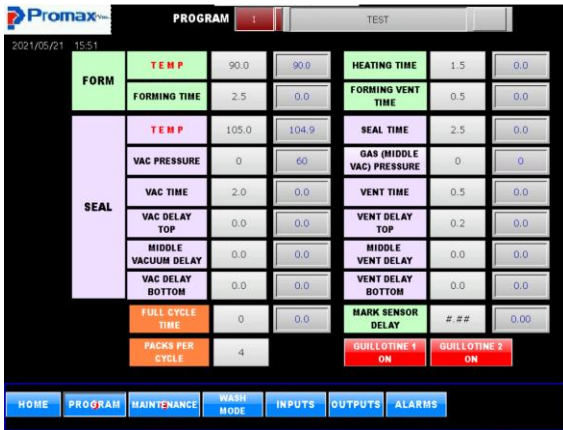 Promax
PROGRAM 1 TEST
2021/05/21 15:51
FORM
TEMP 90.0 90.0 HEATING TIME 1.5 0.0
FORMING TIME 2.5 0.0 FORMING VENT TIME 0.5 0.0
SEAL
TEMP 105.0 104.9 SEAL TIME 2.5 0.0
VAC PRESSURE 0 60 GAS (MIDDLE VAC) PRESSURE 0 0
VAC TIME 2.0 0.0 VENT TIME 0.5 0.0
VAC DELAY TOP 0.0 0.0 VENT DELAY TOP 0.2 0.0
MIDDLE VACUUM DELAY 0.0 0.0 MIDDLE VENT DELAY 0.0 0.0
VAC DELAY BOTTOM 0.0 0.0 VENT DELAY BOTTOM 0.0 0.0
FULL CYCLE TIME 0 0.0 MARK SENSOR DELAY #.## 0.00
PACKS PER CYCLE 4 GUILLOTINE 1 ON GUILLOTINE 2 ON
HOME PROGRAM MAINTENANCE WASH MODE INPUTS OUTPUTS ALARMS